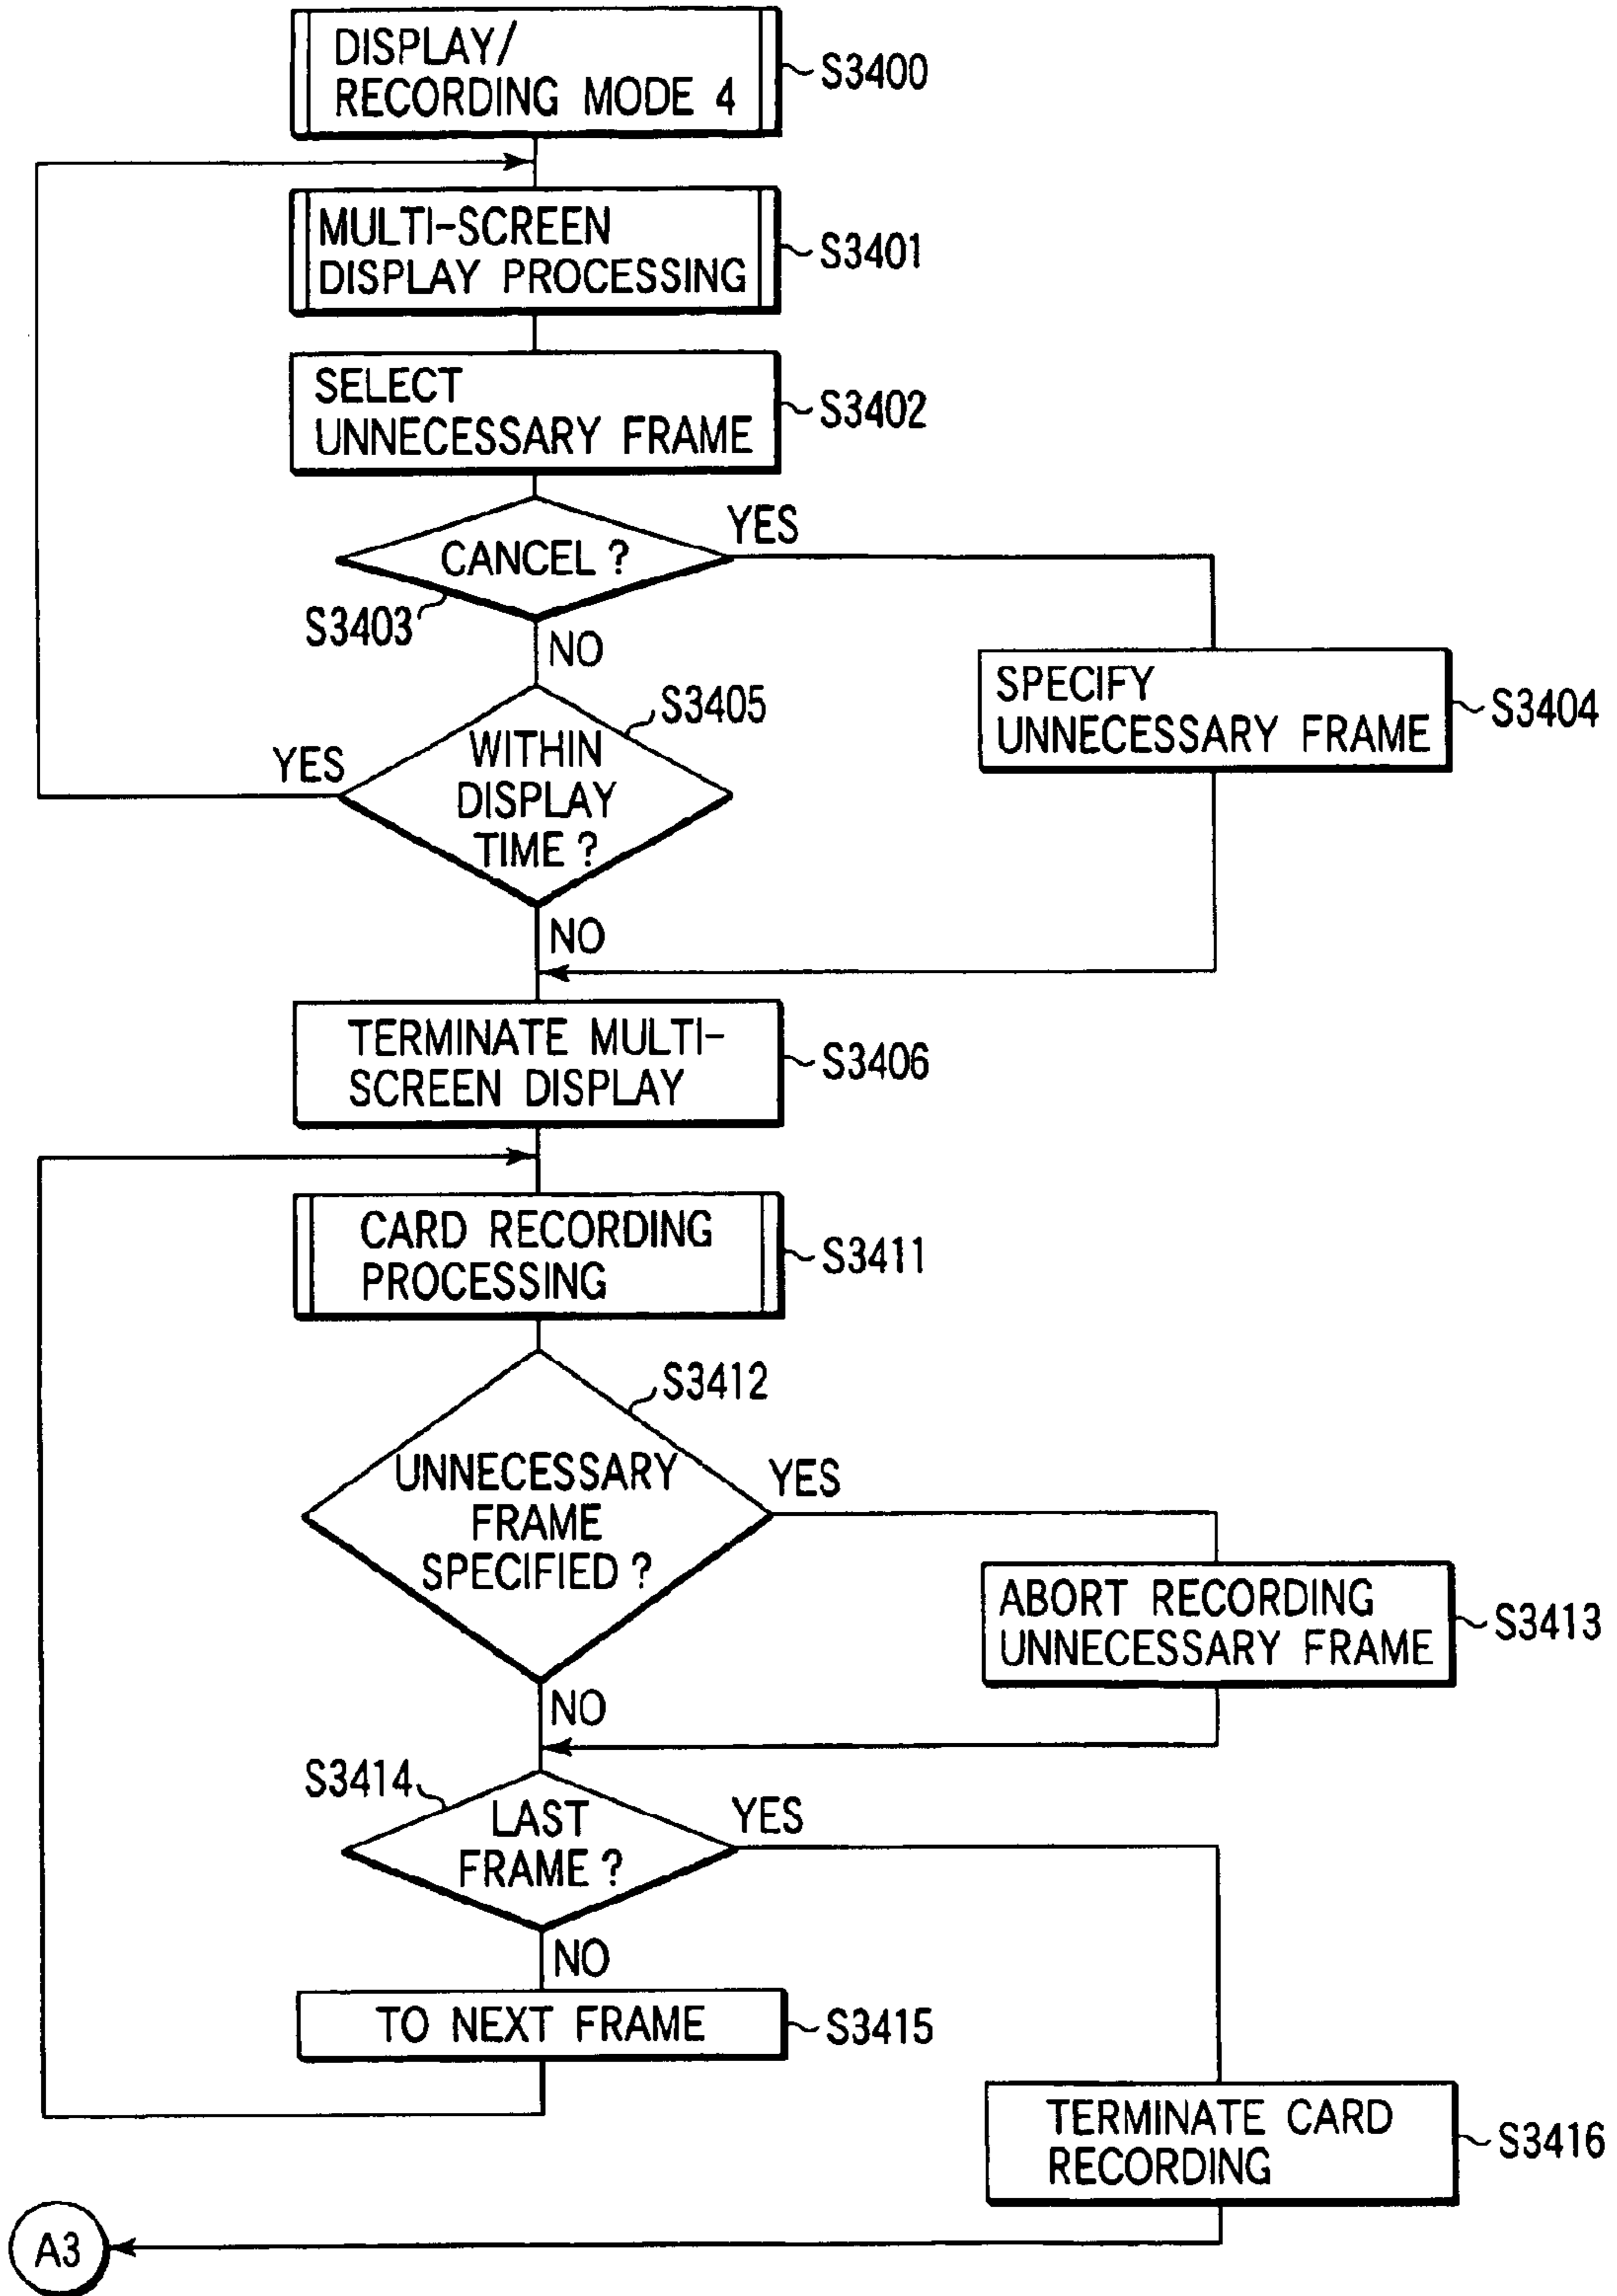 DISPLAY/
RECORDING MODE 4
S3400
MULTI-SCREEN
DISPLAY PROCESSING
S3401
SELECT
UNNECESSARY FRAME
S3402
CANCEL ?
YES
S3403
NO
SPECIFY
UNNECESSARY FRAME
S3404
S3405
WITHIN
DISPLAY
TIME ?
YES
NO
TERMINATE MULTI-
SCREEN DISPLAY
S3406
CARD RECORDING
PROCESSING
S3411
S3412
UNNECESSARY
FRAME
SPECIFIED ?
YES
ABORT RECORDING
UNNECESSARY FRAME
S3413
NO
S3414
LAST
FRAME ?
YES
NO
TO NEXT FRAME
S3415
TERMINATE CARD
RECORDING
S3416
A3